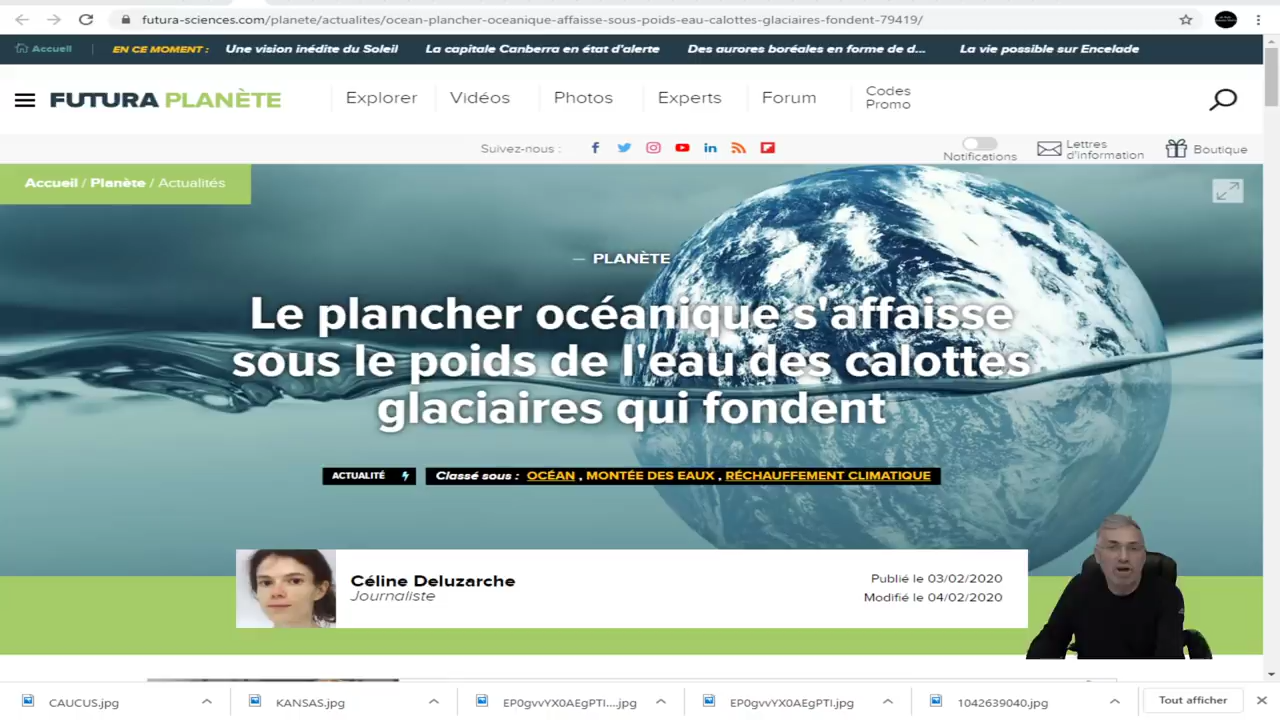 futura-sciences.com/planete/actualites/ocean-plancher-oceanique-affaisse-sous-poids-eau-calottes-glaciaires-fondent-79419/
Accueil | EN CE MOMENT : Une vision inédite du Soleil La capitale Canberra en état d'alerte Des aurores boréales en forme de d... La vie possible sur Encelade
FUTURA PLANÈTE Explorer Vidéos Photos Experts Forum Codes
Promo
Suivez-nous : Notifications Lettres
d'information Boutique
Accueil / Planète / Actualités
— PLANÈTE
Le plancher océanique s'affaisse
sous le poids de l'eau des calottes
glaciaires qui fondent
ACTUALITÉ Classé sous : OCÉAN , MONTÉE DES EAUX , RÉCHAUFFEMENT CLIMATIQUE
Céline Deluzarche
Journaliste
Publié le 03/02/2020
Modifié le 04/02/2020
CAUCUS.jpg KANSAS.jpg EP0gvvYX0AEgPTI....jpg EP0gvvYX0AEgPTI.jpg 1042639040.jpg Tout afficher